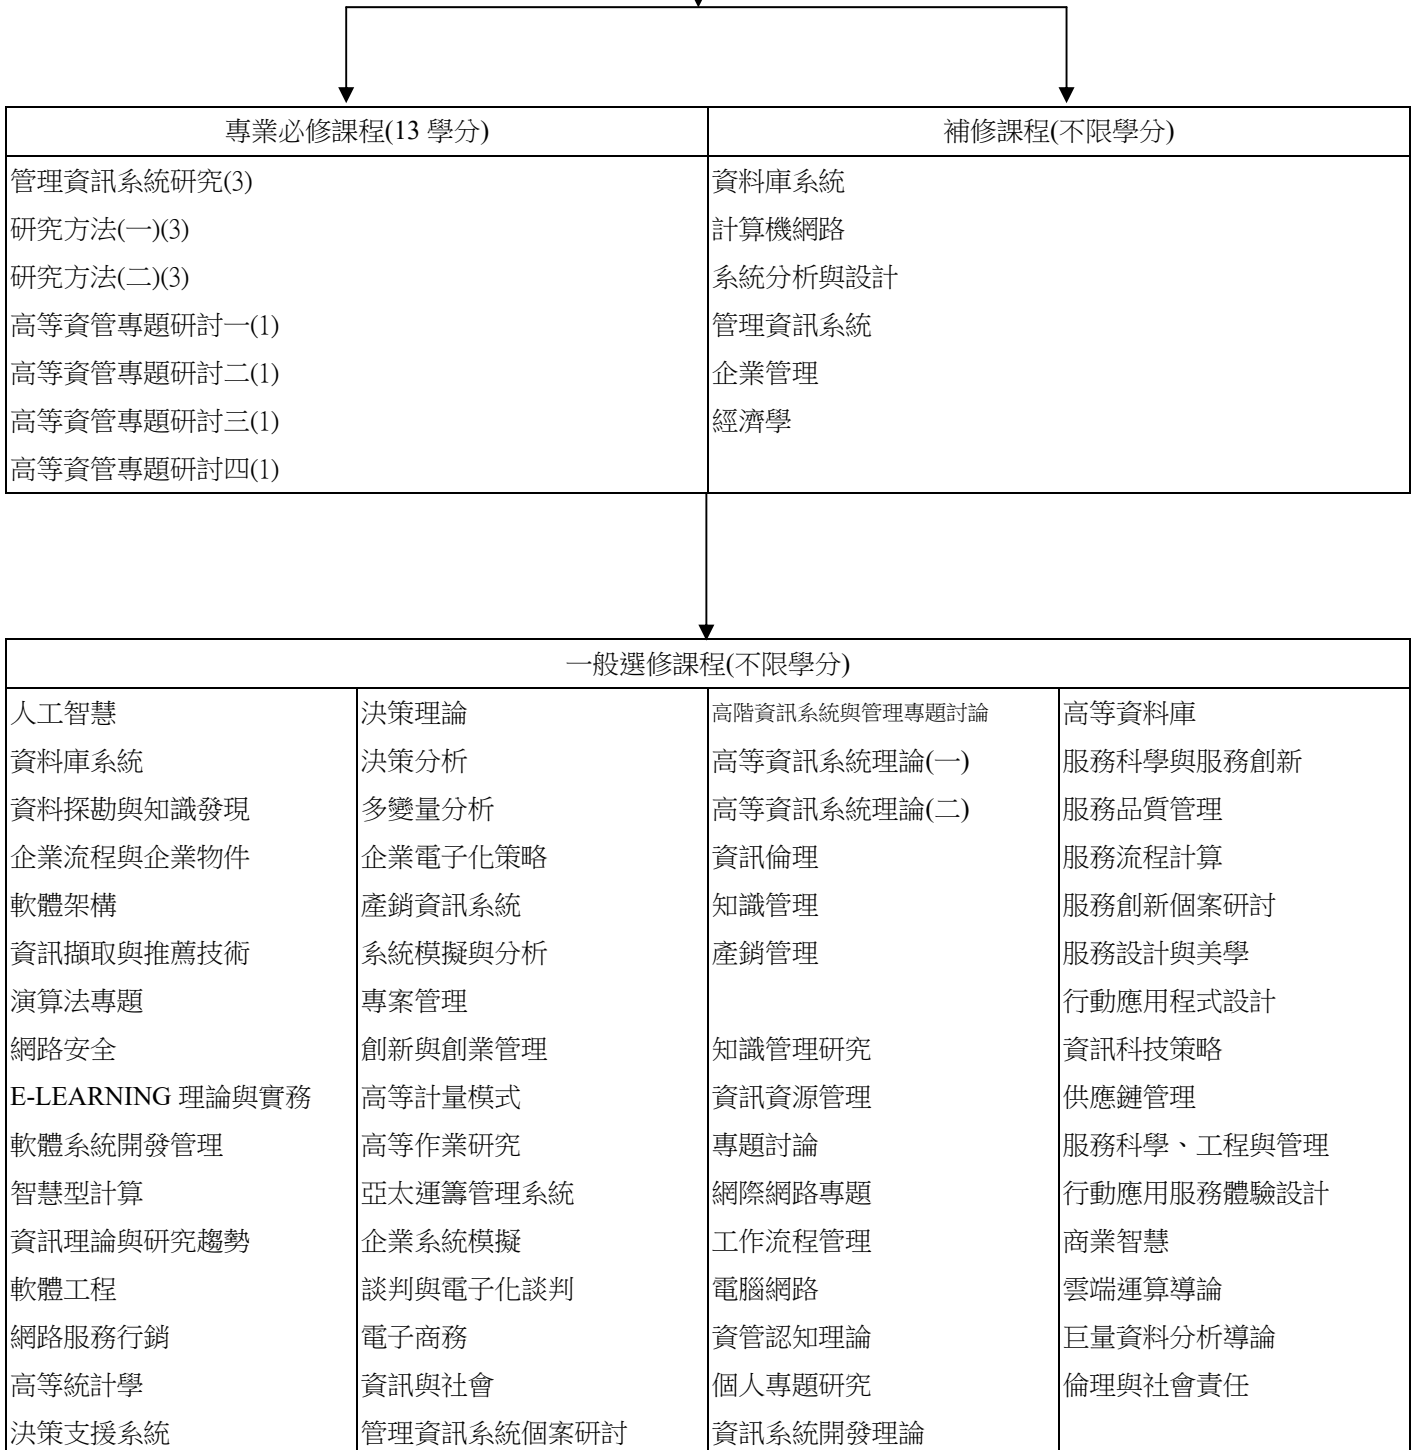 專業必修課程(13 學分)
管理資訊系統研究(3)
研究方法(一)(3)
研究方法(二)(3)
高等資管專題研討一(1)
高等資管專題研討二(1)
高等資管專題研討三(1)
高等資管專題研討四(1)
補修課程(不限學分)
資料庫系統
計算機網路
系統分析與設計
管理資訊系統
企業管理
經濟學
一般選修課程(不限學分)
人工智慧
資料庫系統
資料探勘與知識發現
企業流程與企業物件
軟體架構
資訊擷取與推薦技術
演算法專題
網路安全
E-LEARNING 理論與實務
軟體系統開發管理
智慧型計算
資訊理論與研究趨勢
軟體工程
網路服務行銷
高等統計學
決策支援系統
決策理論
決策分析
多變量分析
企業電子化策略
產銷資訊系統
系統模擬與分析
專案管理
創新與創業管理
高等計量模式
高等作業研究
亞太運籌管理系統
企業系統模擬
談判與電子化談判
電子商務
資訊與社會
管理資訊系統個案研討
高階資訊系統與管理專題討論
高等資訊系統理論(一)
高等資訊系統理論(二)
資訊倫理
知識管理
產銷管理
知識管理研究
資訊資源管理
專題討論
網際網路專題
工作流程管理
電腦網路
資管認知理論
個人專題研究
資訊系統開發理論
高等資料庫
服務科學與服務創新
服務品質管理
服務流程計算
服務創新個案研討
服務設計與美學
行動應用程式設計
資訊科技策略
供應鏈管理
服務科學、工程與管理
行動應用服務體驗設計
商業智慧
雲端運算導論
巨量資料分析導論
倫理與社會責任